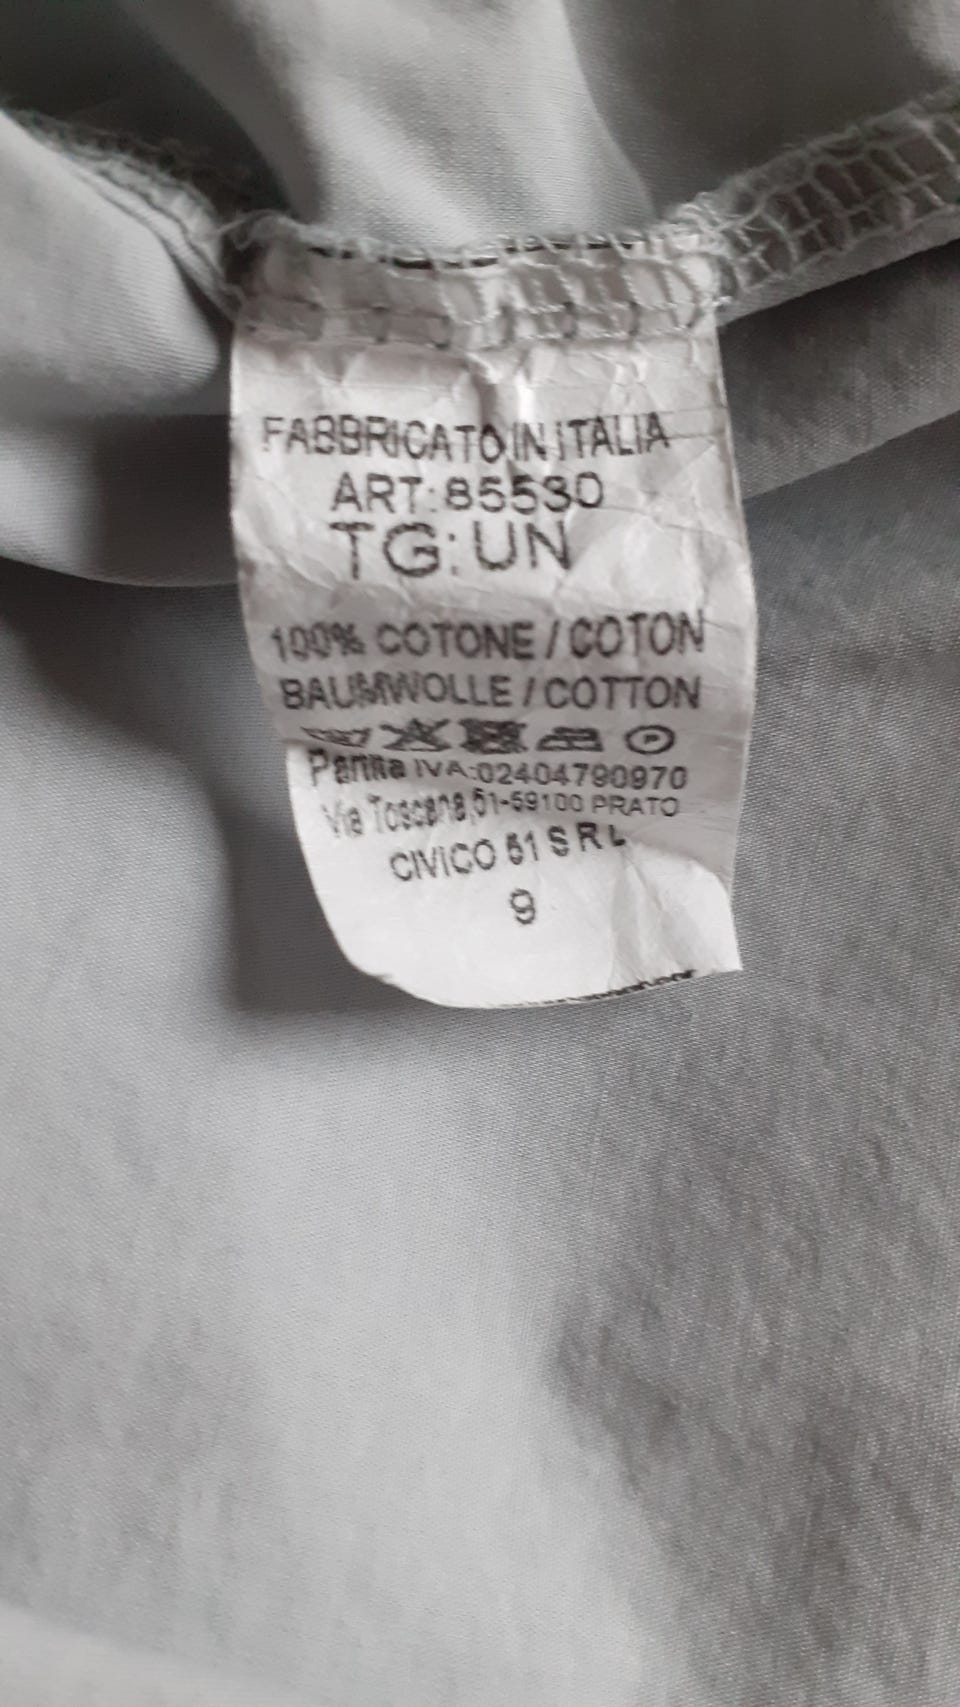 FABBRICATO IN ITALIA
ART: 85530
TG: UN
100% COTONE / COTON
BAUMWOLLE / COTTON
P
Partita IVA:02404790970
Via Toscana,51-59100 PRATO
CIVICO 51 S R L
9